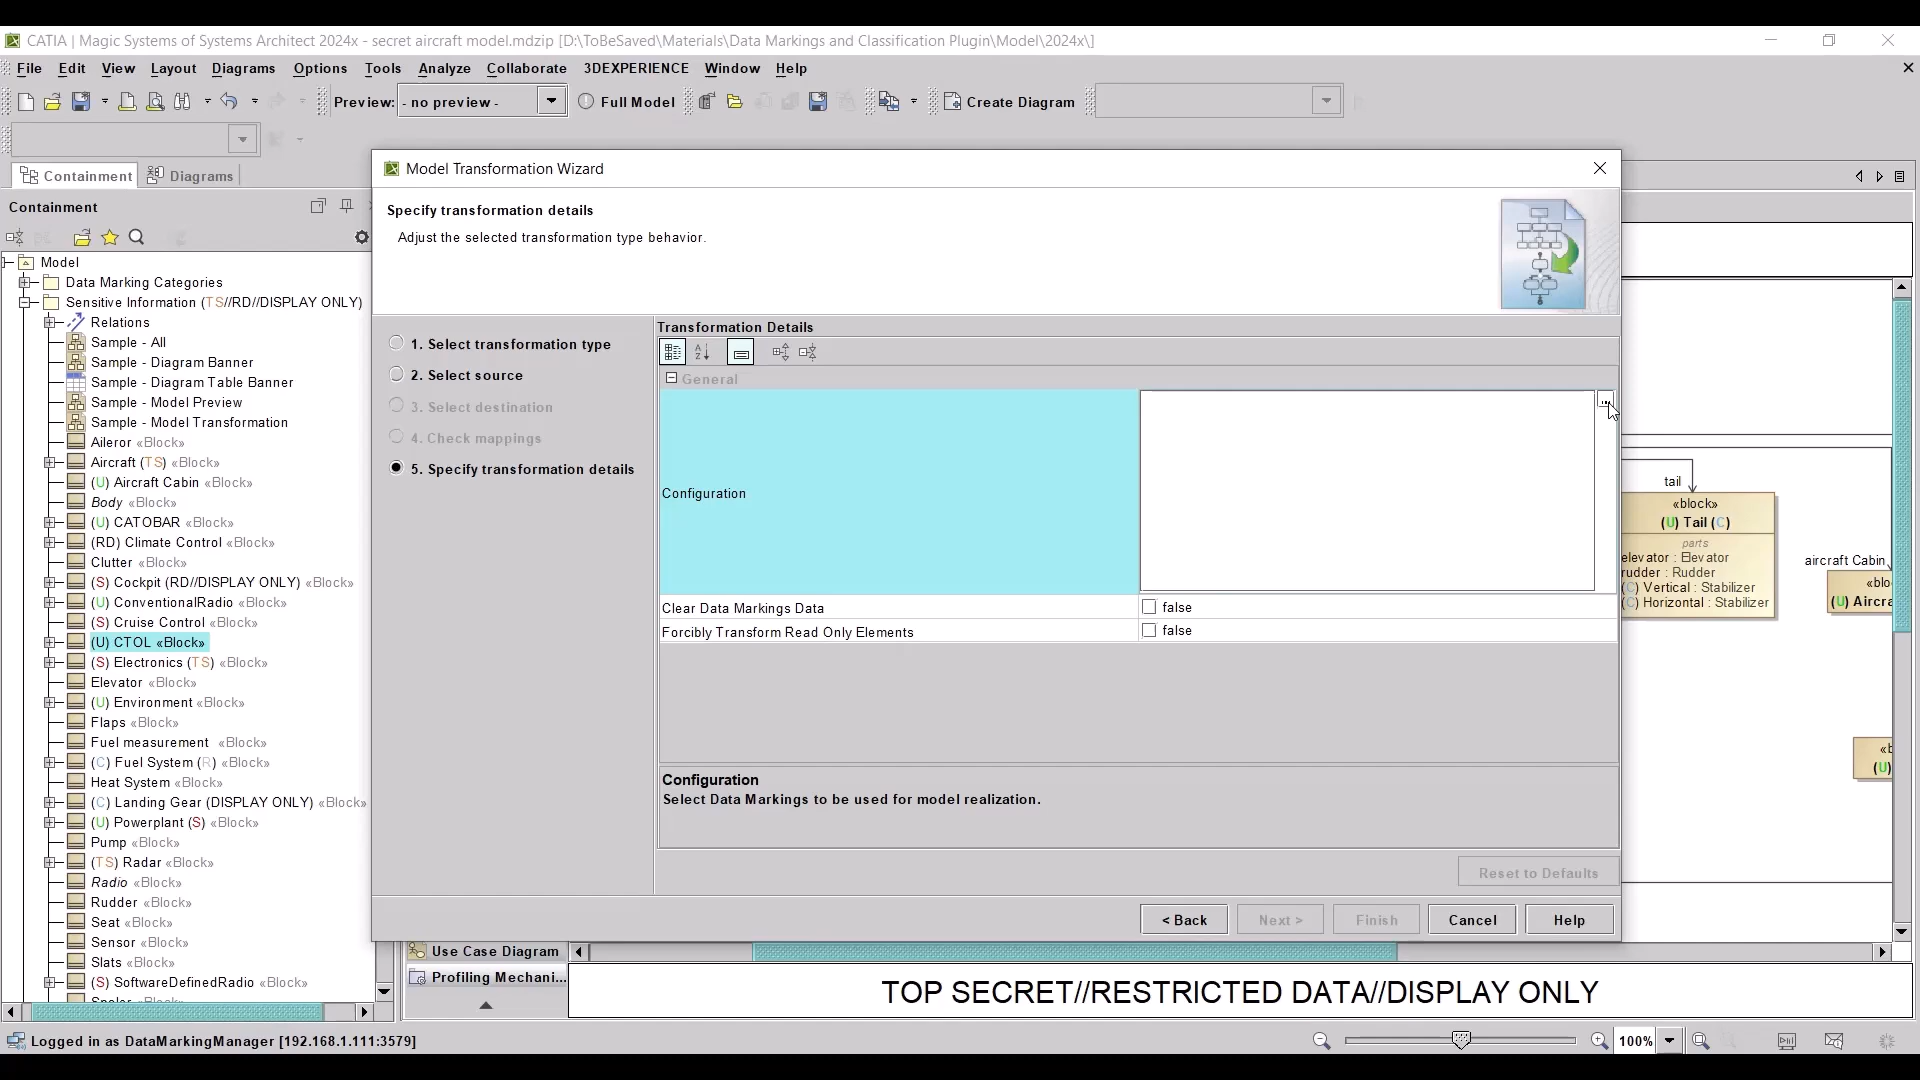 CATIA | Magic Systems of Systems Architect 2024x - secret aircraft model.mdzip [D:\ToBeSaved\Materials\Data Markings and Classification Plugin\Model\2024x\]
File Edit View Layout Diagrams Options Tools Analyze Collaborate 3DEXPERIENCE Window Help
Preview: - no preview - Full Model Create Diagram
Containment Diagrams
Containment
Model
Data Marking Categories
Sensitive Information (TS//RD//DISPLAY ONLY)
Relations
Sample - All
Sample - Diagram Banner
Sample - Diagram Table Banner
Sample - Model Preview
Sample - Model Transformation
Aileror «Block»
Aircraft (TS) «Block»
(U) Aircraft Cabin «Block»
Body «Block»
(U) CATOBAR «Block»
(RD) Climate Control «Block»
Clutter «Block»
(S) Cockpit (RD//DISPLAY ONLY) «Block»
(U) ConventionalRadio «Block»
(S) Cruise Control «Block»
(U) CTOL «Block»
(S) Electronics (TS) «Block»
Elevator «Block»
(U) Environment «Block»
Flaps «Block»
Fuel measurement «Block»
(C) Fuel System (R) «Block»
Heat System «Block»
(C) Landing Gear (DISPLAY ONLY) «Block»
(U) Powerplant (S) «Block»
Pump «Block»
(TS) Radar «Block»
Radio «Block»
Rudder «Block»
Seat «Block»
Sensor «Block»
Slats «Block»
(S) SoftwareDefinedRadio «Block»
Model Transformation Wizard
Specify transformation details
Adjust the selected transformation type behavior.
1. Select transformation type
2. Select source
3. Select destination
4. Check mappings
5. Specify transformation details
Transformation Details
General
Configuration
...
Clear Data Markings Data false
Forcibly Transform Read Only Elements false
Configuration
Select Data Markings to be used for model realization.
Reset to Defaults
< Back Next > Finish Cancel Help
tail
«block»
(U) Tail (C)
parts
elevator : Elevator
rudder : Rudder
(C) Vertical : Stabilizer
(C) Horizontal : Stabilizer
aircraft Cabin
«blo
(U) Aircra
«b
(U)
Use Case Diagram
Profiling Mechani...
TOP SECRET//RESTRICTED DATA//DISPLAY ONLY
Logged in as DataMarkingManager [192.168.1.111:3579]
100%